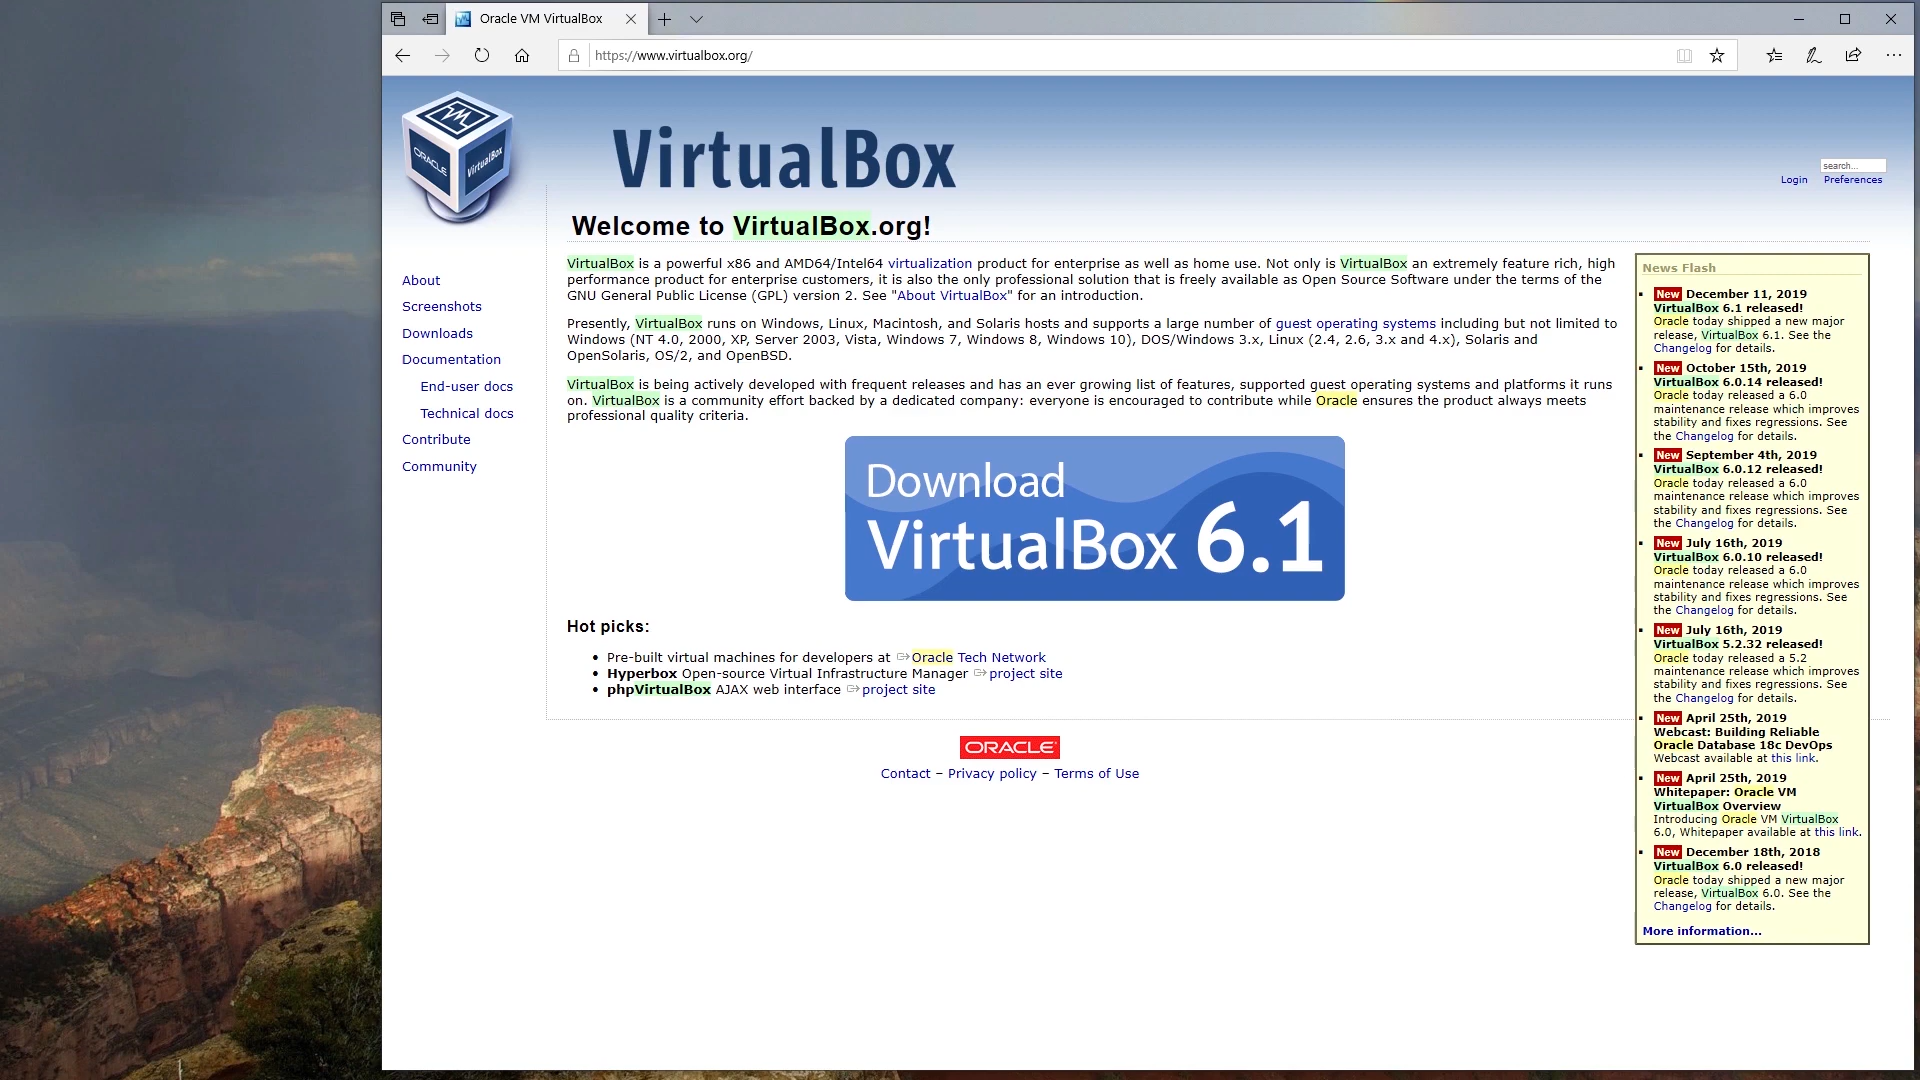 Oracle VM VirtualBox
https://www.virtualbox.org/
ORACLE
VirtualBox
VirtualBox
search...
Login Preferences
Welcome to VirtualBox.org!
About
Screenshots
Downloads
Documentation
End-user docs
Technical docs
Contribute
Community
VirtualBox is a powerful x86 and AMD64/Intel64 virtualization product for enterprise as well as home use. Not only is VirtualBox an extremely feature rich, high
performance product for enterprise customers, it is also the only professional solution that is freely available as Open Source Software under the terms of the
GNU General Public License (GPL) version 2. See "About VirtualBox" for an introduction.
Presently, VirtualBox runs on Windows, Linux, Macintosh, and Solaris hosts and supports a large number of guest operating systems including but not limited to
Windows (NT 4.0, 2000, XP, Server 2003, Vista, Windows 7, Windows 8, Windows 10), DOS/Windows 3.x, Linux (2.4, 2.6, 3.x and 4.x), Solaris and
OpenSolaris, OS/2, and OpenBSD.
VirtualBox is being actively developed with frequent releases and has an ever growing list of features, supported guest operating systems and platforms it runs
on. VirtualBox is a community effort backed by a dedicated company: everyone is encouraged to contribute while Oracle ensures the product always meets
professional quality criteria.
Download
VirtualBox 6.1
Hot picks:
• Pre-built virtual machines for developers at Oracle Tech Network
• Hyperbox Open-source Virtual Infrastructure Manager project site
• phpVirtualBox AJAX web interface project site
ORACLE
Contact – Privacy policy – Terms of Use
News Flash
New December 11, 2019
VirtualBox 6.1 released!
Oracle today shipped a new major
release, VirtualBox 6.1. See the
Changelog for details.
New October 15th, 2019
VirtualBox 6.0.14 released!
Oracle today released a 6.0
maintenance release which improves
stability and fixes regressions. See
the Changelog for details.
New September 4th, 2019
VirtualBox 6.0.12 released!
Oracle today released a 6.0
maintenance release which improves
stability and fixes regressions. See
the Changelog for details.
New July 16th, 2019
VirtualBox 6.0.10 released!
Oracle today released a 6.0
maintenance release which improves
stability and fixes regressions. See
the Changelog for details.
New July 16th, 2019
VirtualBox 5.2.32 released!
Oracle today released a 5.2
maintenance release which improves
stability and fixes regressions. See
the Changelog for details.
New April 25th, 2019
Webcast: Building Reliable
Oracle Database 18c DevOps
Webcast available at this link.
New April 25th, 2019
Whitepaper: Oracle VM
VirtualBox Overview
Introducing Oracle VM VirtualBox
6.0, Whitepaper available at this link.
New December 18th, 2018
VirtualBox 6.0 released!
Oracle today shipped a new major
release, VirtualBox 6.0. See the
Changelog for details.
More information...